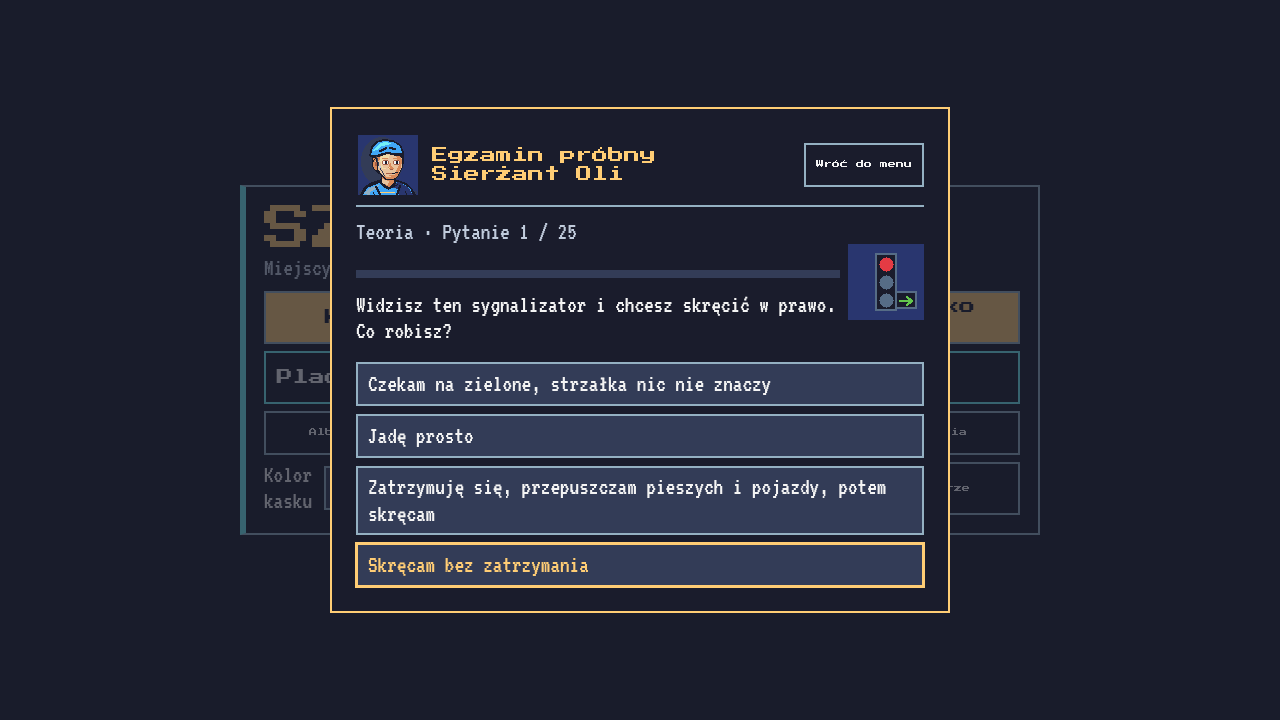 Egzamin próbny
Sierżant Oli
Wróć do menu
Teoria · Pytanie 1 / 25
Widzisz ten sygnalizator i chcesz skręcić w prawo.
Co robisz?
Czekam na zielone, strzałka nic nie znaczy
Jadę prosto
Zatrzymuję się, przepuszczam pieszych i pojazdy, potem
skręcam
Skręcam bez zatrzymania
Kolor
kasku